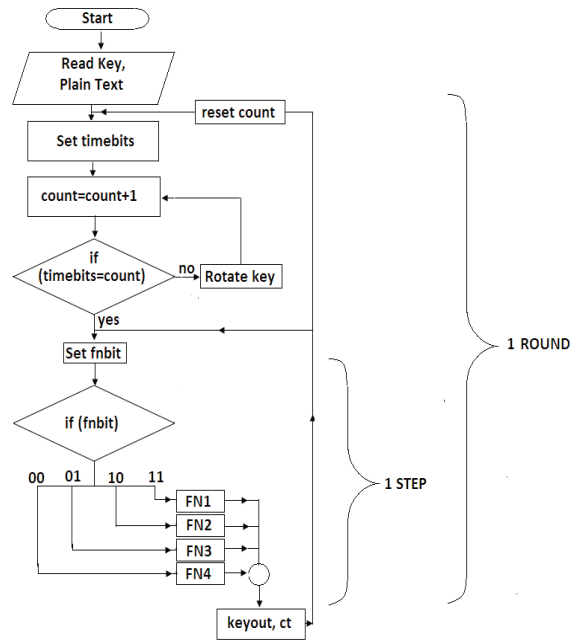 Start
Read Key,
Plain Text
reset count
Set timebits
count=count+1
if
(timebits=count)
no
Rotate key
yes
Set fnbit
1 ROUND
if (fnbit)
00
01
10
11
1 STEP
FN1
FN2
FN3
FN4
keyout, ct